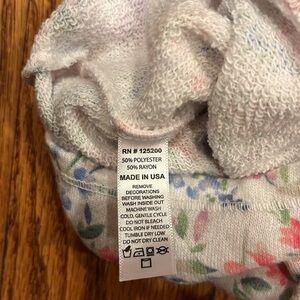 RN # 125200
50% POLYESTER
50% RAYON
MADE IN USA
REMOVE
DECORATIONS
BEFORE WASHING
WASH INSIDE OUT
MACHINE WASH
COLD, GENTLE CYCLE
DO NOT BLEACH
COOL IRON IF NEEDED
TUMBLE DRY LOW
DO NOT DRY CLEAN